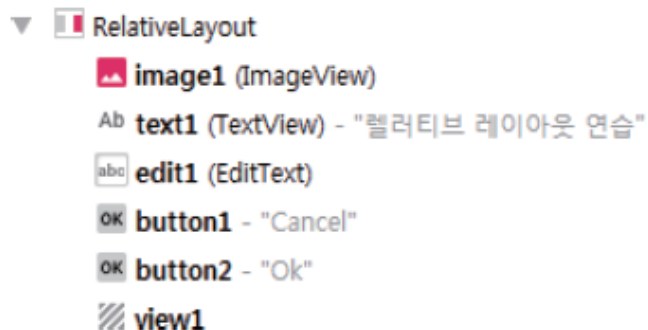 RelativeLayout
image1 (ImageView)
Ab text1 (TextView) - "렐러티브 레이아웃 연습"
abc edit1 (EditText)
OK button1 - "Cancel"
OK button2 - "Ok"
view1